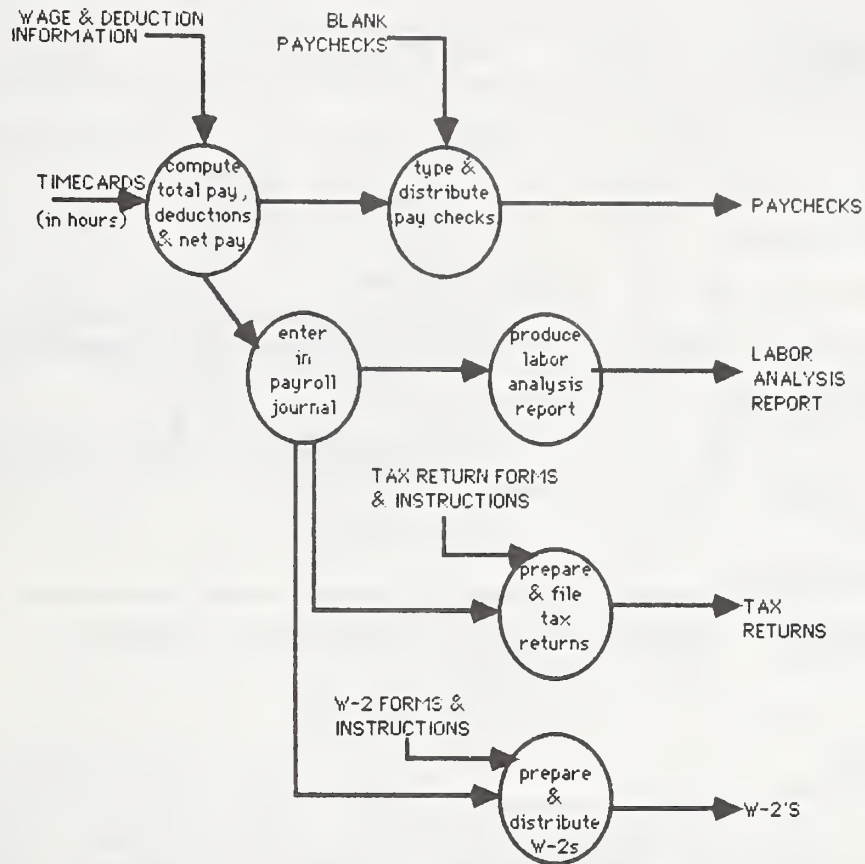 WAGE & DEDUCTION
INFORMATION
BLANK
PAYCHECKS
TIMECARDS
(in hours)
compute
total pay,
deductions
& net pay
type &
distribute
pay checks
PAYCHECKS
enter
in
payroll
journal
produce
labor
analysis
report
LABOR
ANALYSIS
REPORT
TAX RETURN FORMS
& INSTRUCTIONS
prepare
& file
tax
returns
TAX
RETURNS
W-2 FORMS &
INSTRUCTIONS
prepare
&
distribute
W-2s
W-2'S